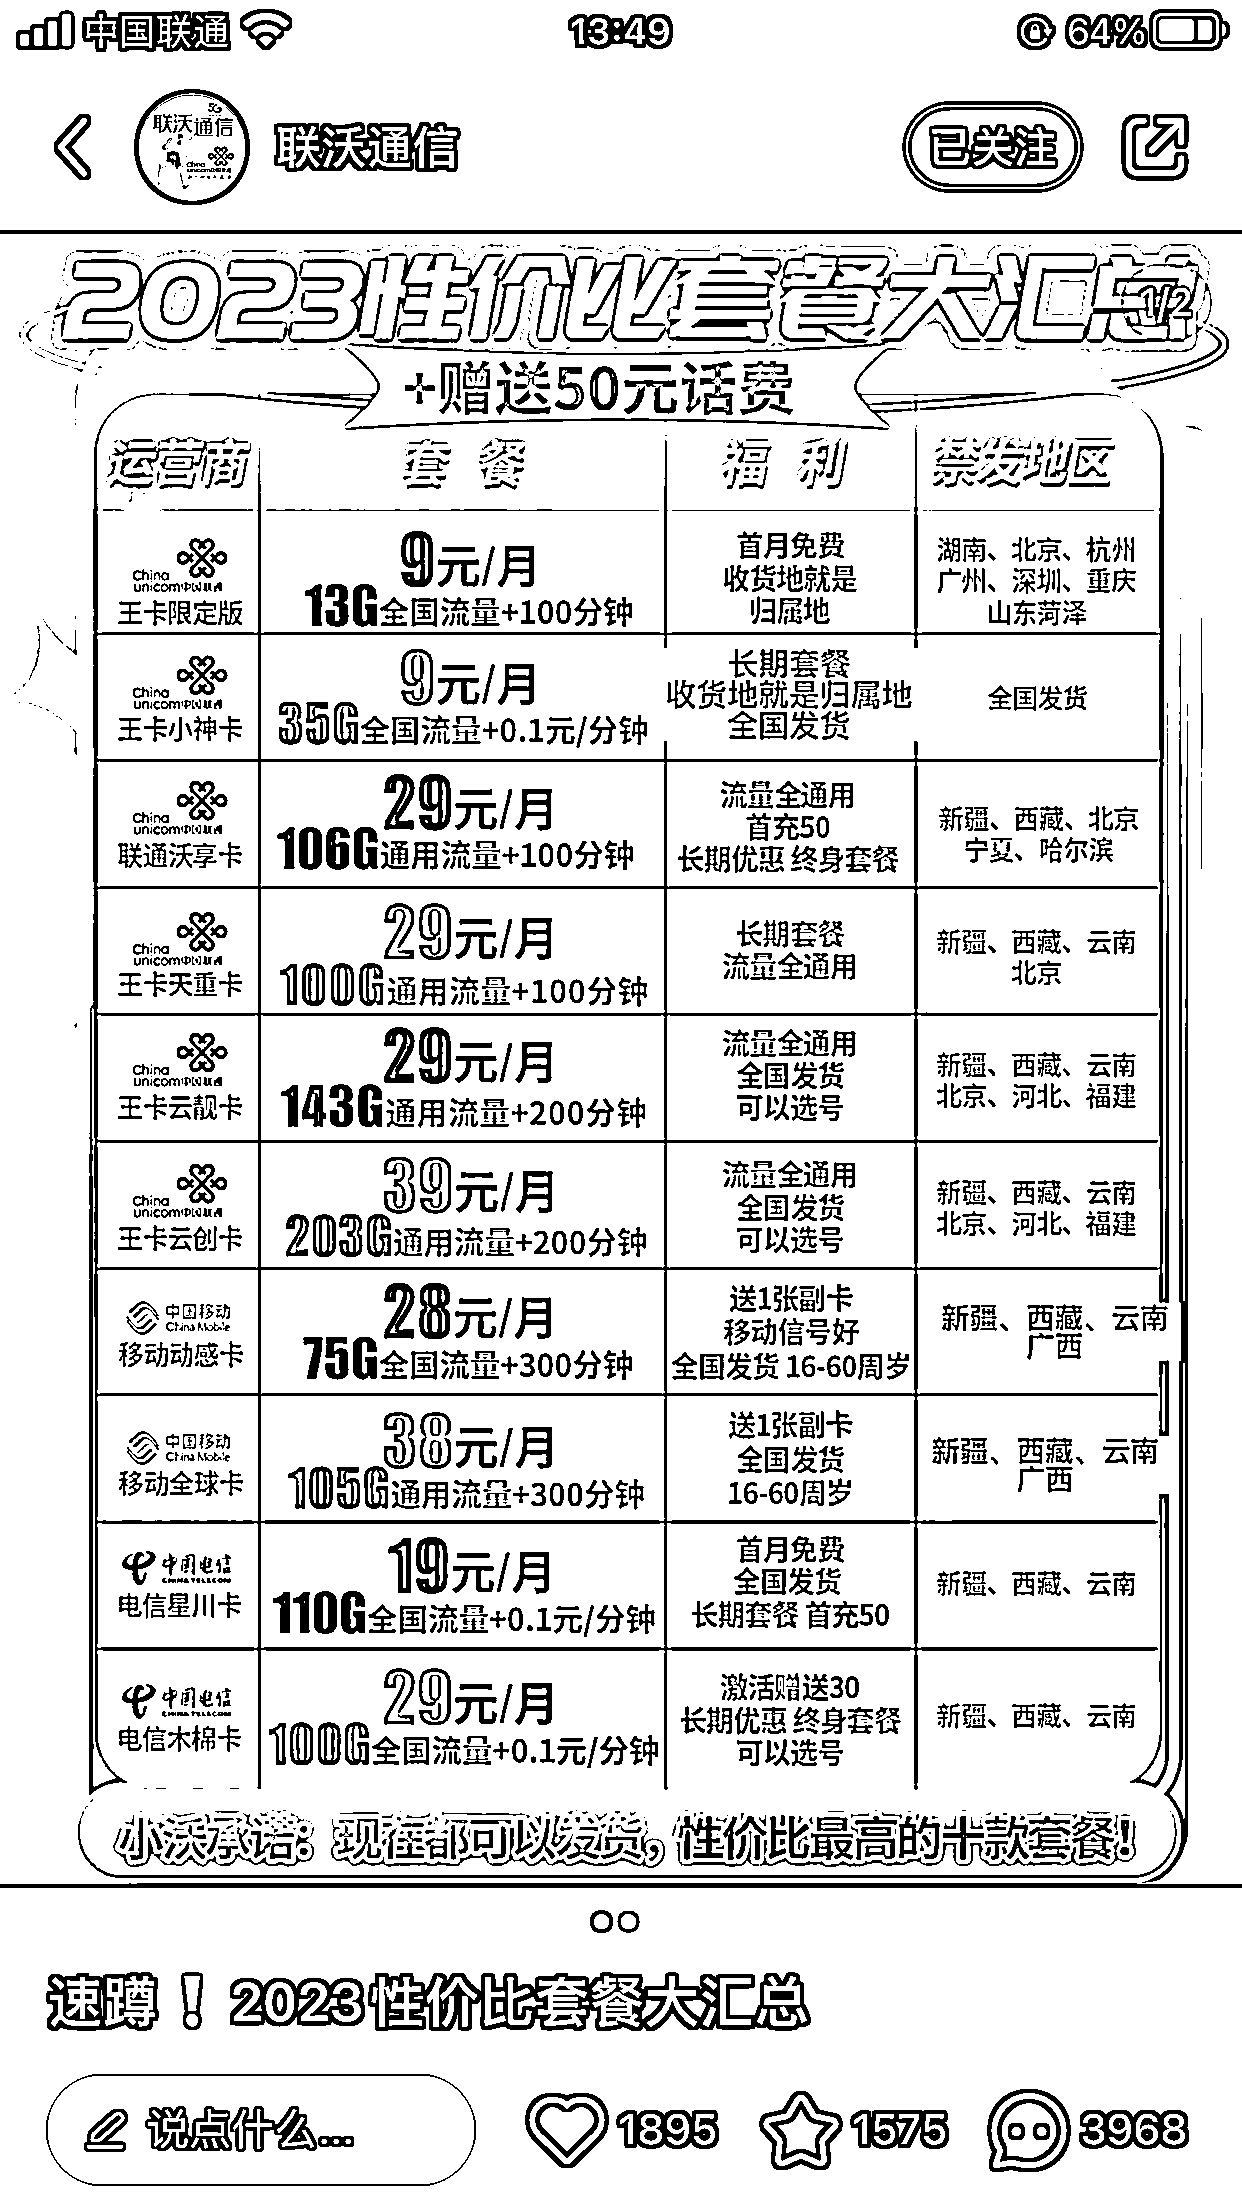 中国联通
13:49
64%
联沃通信
联沃通信
已关注
2023性价比套餐大汇总
1/2
+赠送50元话费
运营商 套餐 福利 禁发地区
China
unicom中国联通
王卡限定版
9元/月
13G全国流量+100分钟
首月免费
收货地就是
归属地
湖南、北京、杭州
广州、深圳、重庆
山东菏泽
China
unicom中国联通
王卡小神卡
9元/月
35G全国流量+0.1元/分钟
长期套餐
收货地就是归属地
全国发货
全国发货
China
unicom中国联通
联通沃享卡
29元/月
106G通用流量+100分钟
流量全通用
首充50
长期优惠 终身套餐
新疆、西藏、北京
宁夏、哈尔滨
China
unicom中国联通
王卡天重卡
29元/月
100G通用流量+100分钟
长期套餐
流量全通用
新疆、西藏、云南
北京
China
unicom中国联通
王卡云靓卡
29元/月
143G通用流量+200分钟
流量全通用
全国发货
可以选号
新疆、西藏、云南
北京、河北、福建
China
unicom中国联通
王卡云创卡
39元/月
203G通用流量+200分钟
流量全通用
全国发货
可以选号
新疆、西藏、云南
北京、河北、福建
中国移动
China Mobile
移动动感卡
28元/月
75G全国流量+300分钟
送1张副卡
移动信号好
全国发货 16-60周岁
新疆、西藏、云南
广西
中国移动
China Mobile
移动全球卡
38元/月
105G通用流量+300分钟
送1张副卡
全国发货
16-60周岁
新疆、西藏、云南
广西
中国电信
CHINA TELECOM
电信星川卡
19元/月
110G全国流量+0.1元/分钟
首月免费
全国发货
长期套餐 首充50
新疆、西藏、云南
中国电信
CHINA TELECOM
电信木棉卡
29元/月
100G全国流量+0.1元/分钟
激活赠送30
长期优惠 终身套餐
可以选号
新疆、西藏、云南
小沃承诺：现在都可以发货，性价比最高的十款套餐！
速蹲！2023性价比套餐大汇总
说点什么...
1895
1575
3968